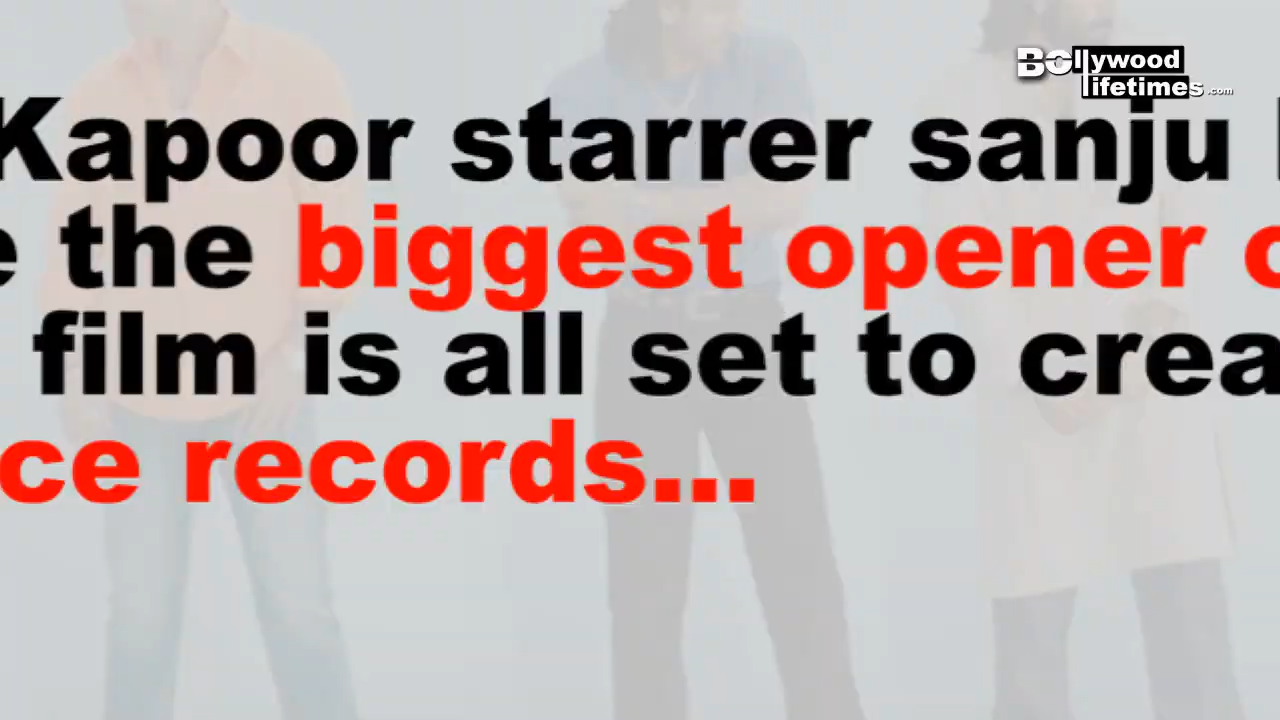 Bollywood
lifetimes.com
Kapoor starrer sanju
the biggest opener
film is all set to crea
ce records...